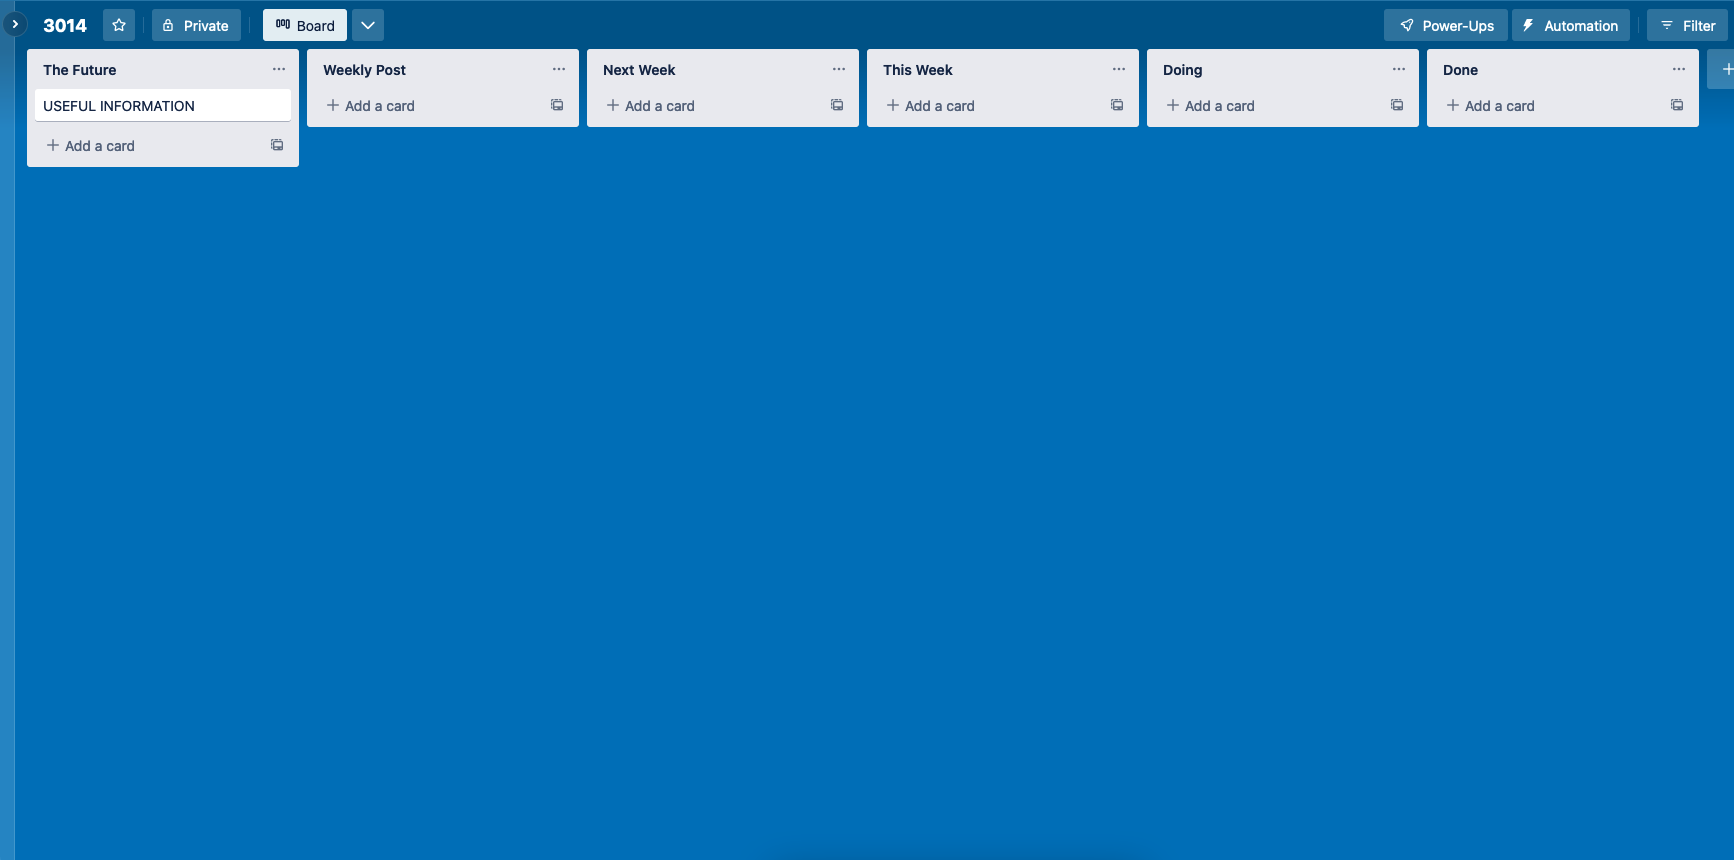 3014 Private Board Power-Ups Automation Filter
The Future
USEFUL INFORMATION
Add a card
Weekly Post
Add a card
Next Week
Add a card
This Week
Add a card
Doing
Add a card
Done
Add a card